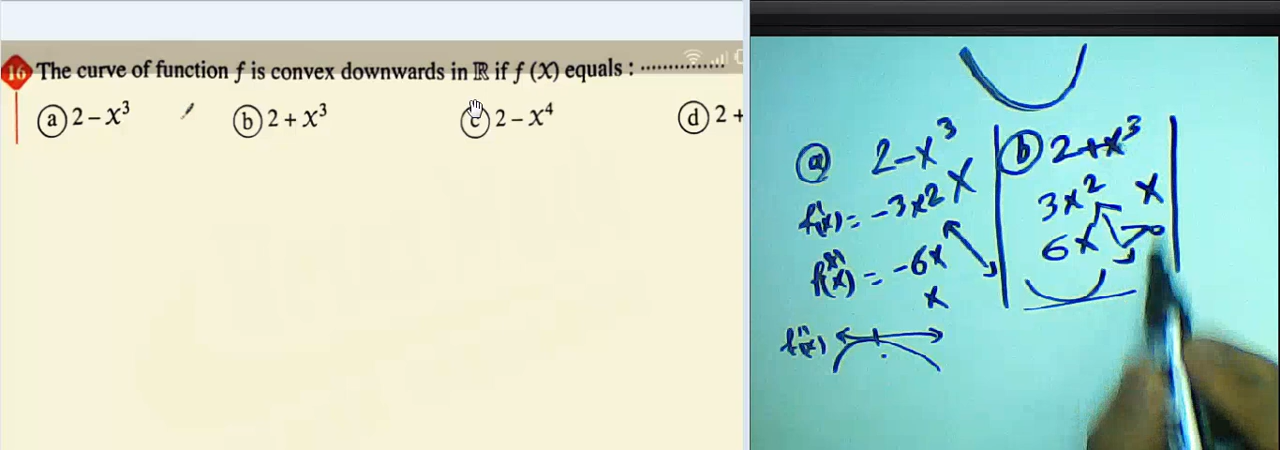 16 The curve of function f is convex downwards in ℝ if f (X) equals : ..............
(a) 2 – X³ (b) 2 + X³ (c) 2 – X⁴ (d) 2 +
(a) 2 – x³ x
f'(x) = –3x²
f''(x) = –6x
x
f''(x)
(b) 2 + x³
3x² x
6x